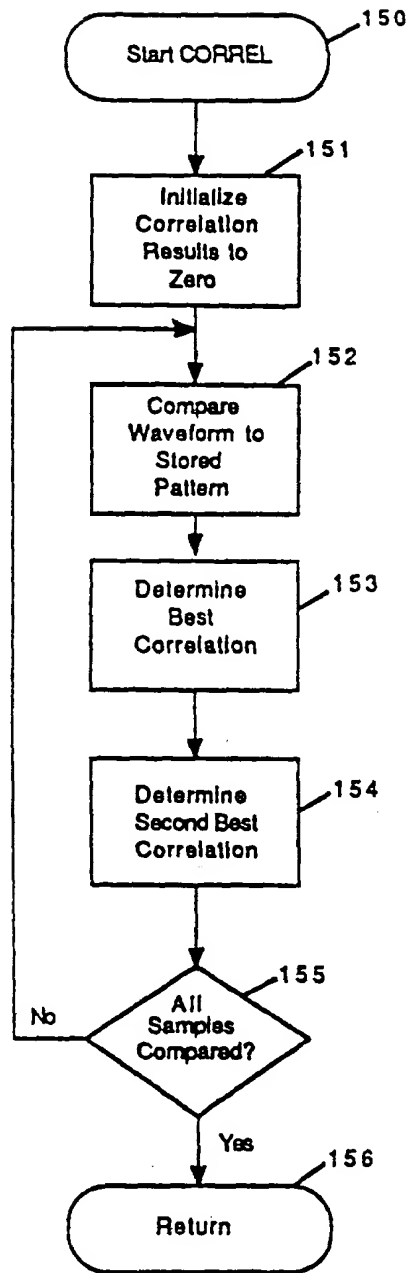 150
Start CORREL
151
Initialize
Correlation
Results to
Zero
152
Compare
Waveform to
Stored
Pattern
153
Determine
Best
Correlation
154
Determine
Second Best
Correlation
155
All
Samples
Compared?
No
Yes
156
Return